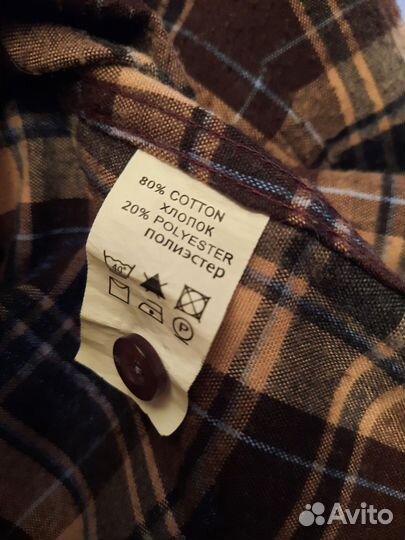 80% COTTON
ХЛОПОК
20% POLYESTER
ПОЛИЭСТЕР
40°
P
Avito